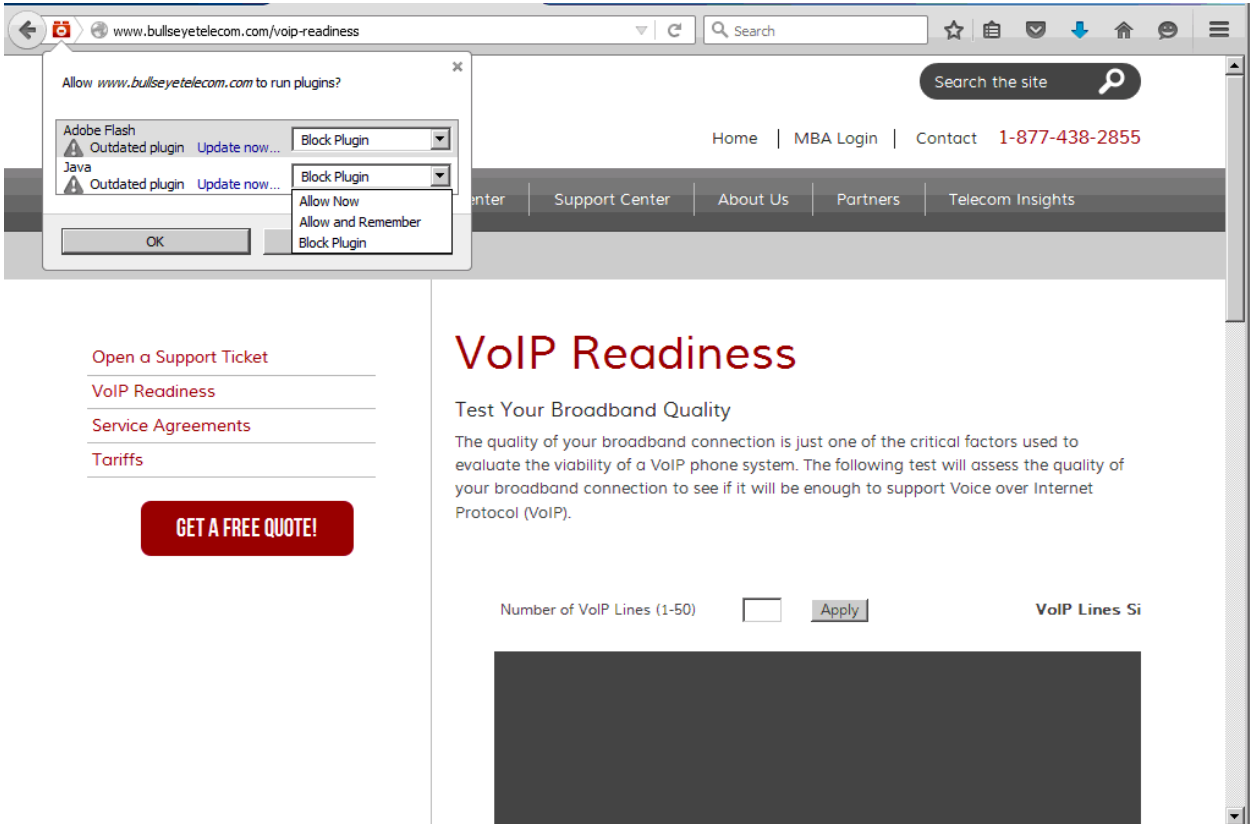 www.bullseyetelecom.com/voip-readiness
Search
Allow www.bullseyetelecom.com to run plugins?
Adobe Flash
Outdated plugin Update now...
Block Plugin
Java
Outdated plugin Update now...
Block Plugin
Allow Now
Allow and Remember
Block Plugin
OK
Search the site
Home | MBA Login | Contact 1-877-438-2855
enter
Support Center
About Us
Partners
Telecom Insights
Open a Support Ticket
VoIP Readiness
Service Agreements
Tariffs
GET A FREE QUOTE!
VoIP Readiness
Test Your Broadband Quality
The quality of your broadband connection is just one of the critical factors used to
evaluate the viability of a VoIP phone system. The following test will assess the quality of
your broadband connection to see if it will be enough to support Voice over Internet
Protocol (VoIP).
Number of VoIP Lines (1-50)
Apply
VoIP Lines Si